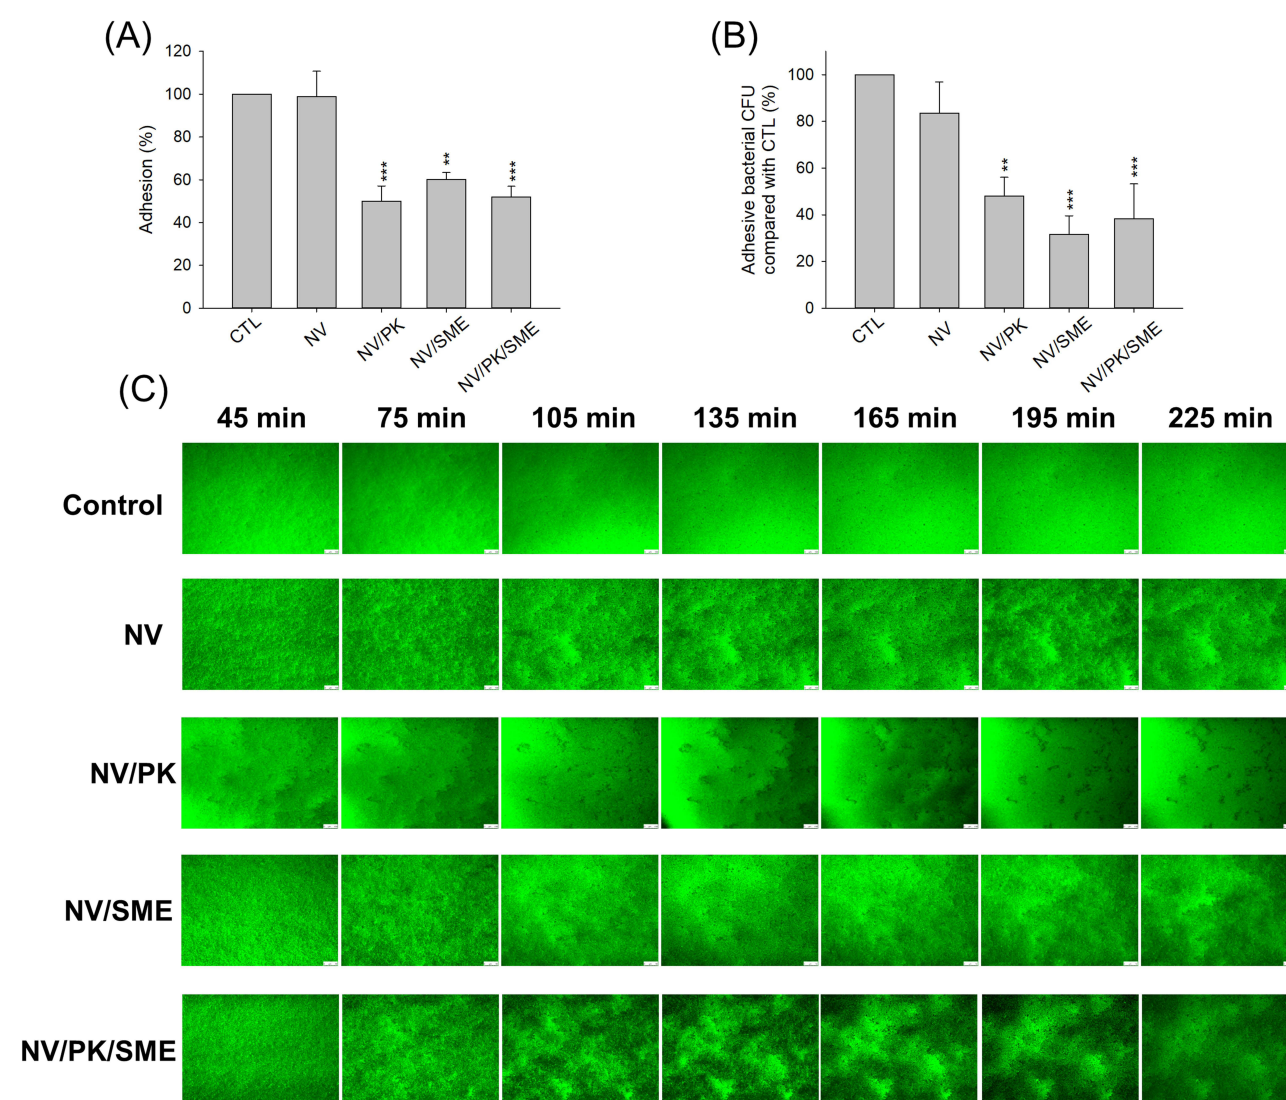 (A)
Adhesion (%)
120
100
80
60
40
20
0
***
**
***
CTL
NV
NV/PK
NV/SME
NV/PK/SME
(B)
Adhesive bacterial CFU
compared with CTL (%)
100
80
60
40
20
0
**
***
***
CTL
NV
NV/PK
NV/SME
NV/PK/SME
(C)
45 min 75 min 105 min 135 min 165 min 195 min 225 min
Control
NV
NV/PK
NV/SME
NV/PK/SME